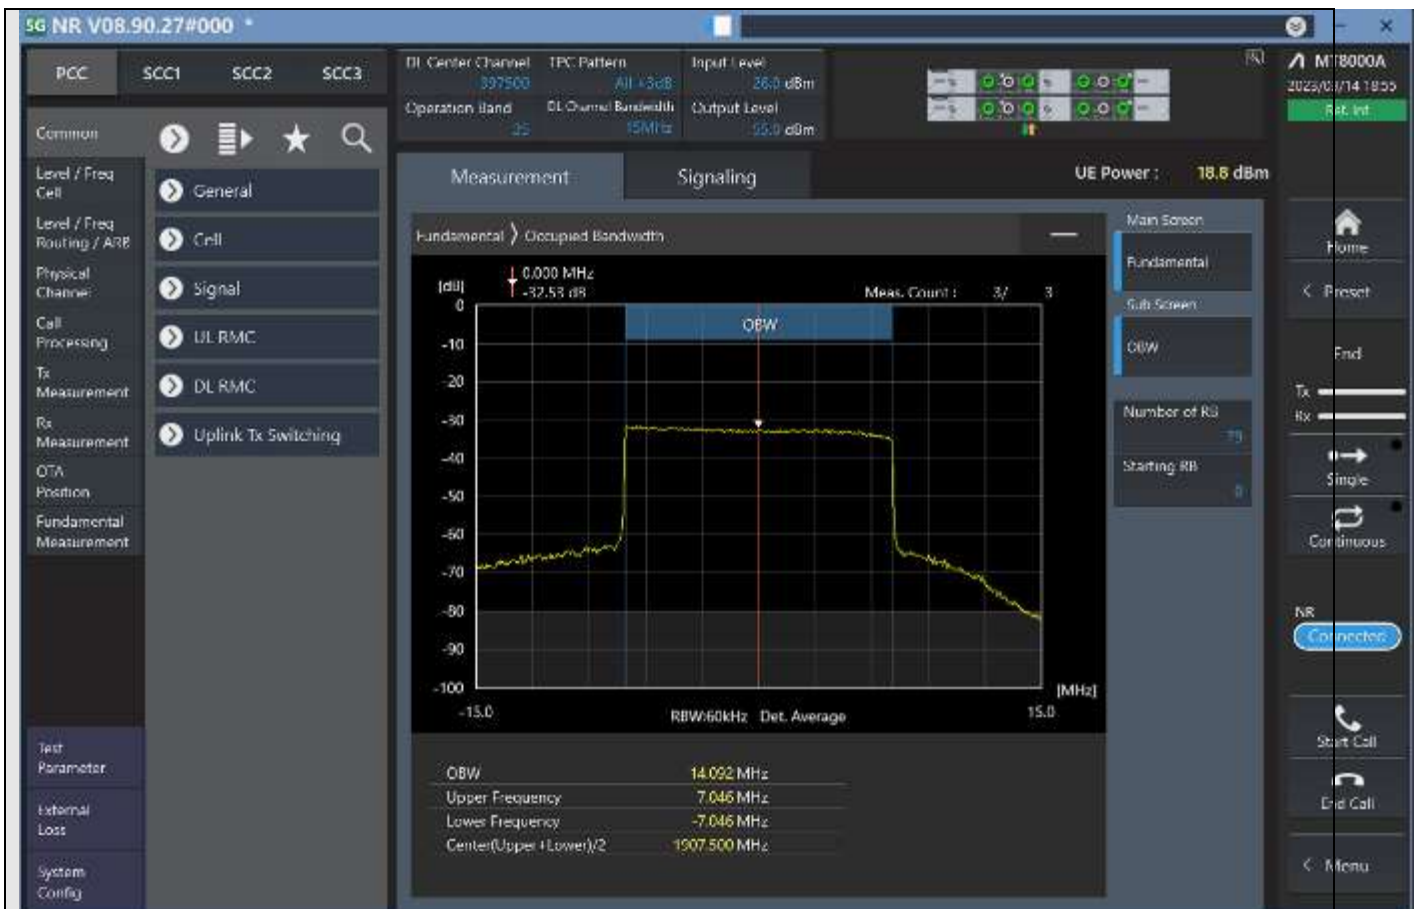 5G NR V08.90.27#000 *
PCC SCC1 SCC2 SCC3
DL Center Channel TPC Pattern Input Level
397500 All +3dB 26.0 dBm
Operation Band DL Channel Bandwidth Output Level
25 15MHz -55.0 dBm
MT8000A
2023/03/14 18:55
Common
Level / Freq
Cell
Level / Freq
Routing / ARB
Physical
Channel
Call
Processing
Tx
Measurement
Rx
Measurement
OTA
Position
Fundamental
Measurement
Test
Parameter
External
Loss
System
Config
General
Cell
Signal
UL RMC
DL RMC
Uplink Tx Switching
Measurement Signaling
UE Power : 18.8 dBm
Fundamental > Occupied Bandwidth
[dB]
0.000 MHz
-32.53 dB
Meas. Count : 3/ 3
OBW
0
-10
-20
-30
-40
-50
-60
-70
-80
-90
-100
-15.0
RBW:60kHz Det. Average
15.0
[MHz]
OBW 14.092 MHz
Upper Frequency 7.046 MHz
Lower Frequency -7.046 MHz
Center(Upper+Lower)/2 1907.500 MHz
Main Screen
Fundamental
Sub Screen
OBW
Number of RB
79
Starting RB
0
Home
< Preset
End
Tx
Rx
Single
Continuous
NR
Connected
Start Call
End Call
< Menu